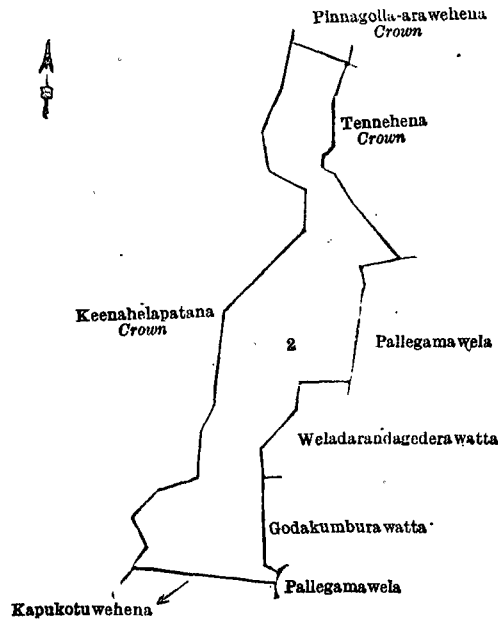 Pinnagolla-arawehena
Crown
Tennehena
Crown
Keenahelapatana
Crown
2
Pallegamawela
Weladarandagederawatta
Godakumburawatta
Pallegamawela
Kapukotuwehena